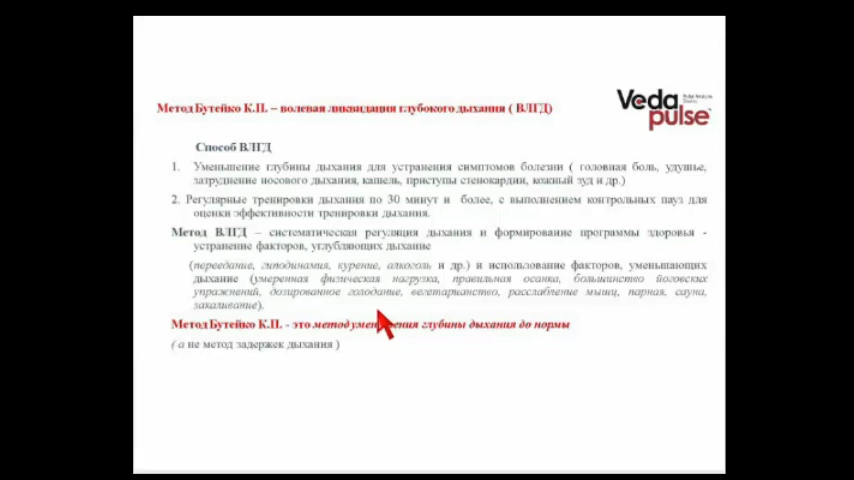 Метод Бутейко К.П. – волевая ликвидация глубокого дыхания ( ВЛГД)
Veda
pulse
Способ ВЛГД
1. Уменьшение глубины дыхания для устранения симптомов болезни ( головная боль, удушье,
затруднение носового дыхания, кашель, приступы стенокардии, кожный зуд и др.)
2. Регулярные тренировки дыхания по 30 минут и более, с выполнением контрольных пауз для
оценки эффективности тренировки дыхания.
Метод ВЛГД – систематическая регуляция дыхания и формирование программы здоровья -
устранение факторов, углубляющих дыхание
(переедание, гиподинамия, курение, алкоголь и др.) и использование факторов, уменьшающих
дыхание (умеренная физическая нагрузка, правильная осанка, большинство йоговских
упражнений, дозированное голодание, вегетарианство, расслабление мышц, парная, сауна,
закаливание).
Метод Бутейко К.П. - это метод уменьшения глубины дыхания до нормы
( а не метод задержек дыхания )